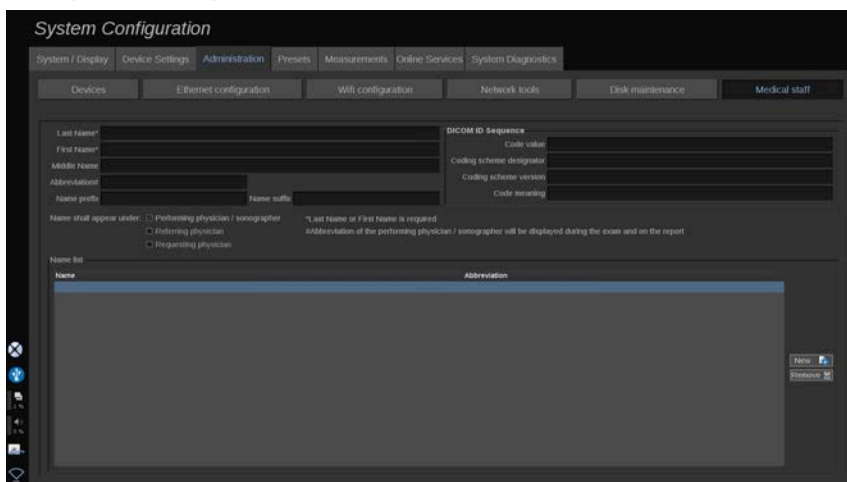 System Configuration
System / Display Device Settings Administration Presets Measurements Online Services System Diagnostics
Devices Ethernet configuration Wifi configuration Network tools Disk maintenance Medical staff
Last Name*
First Name*
Middle Name
Abbreviation#
Name prefix Name suffix
DICOM ID Sequence
Code value
Coding scheme designator
Coding scheme version
Code meaning
Name shall appear under: Performing physician / sonographer
Referring physician
Requesting physician
*Last Name or First Name is required
#Abbreviation of the performing physician / sonographer will be displayed during the exam and on the report
Name list
Name Abbreviation
New
Remove